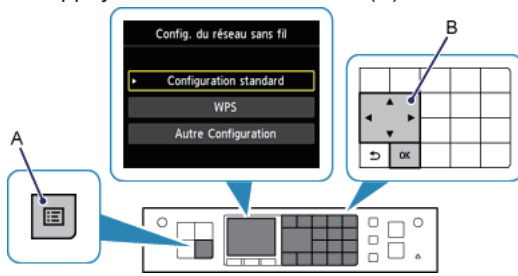 Config. du réseau sans fil
Configuration standard
WPS
Autre Configuration
A
B
OK